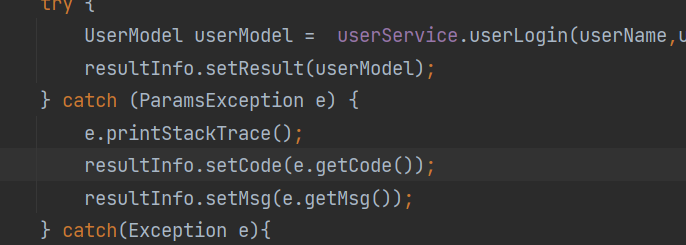 try {
UserModel userModel =  userService.userLogin(userName,u
resultInfo.setResult(userModel);
} catch (ParamsException e) {
e.printStackTrace();
resultInfo.setCode(e.getCode());
resultInfo.setMsg(e.getMsg());
} catch(Exception e){